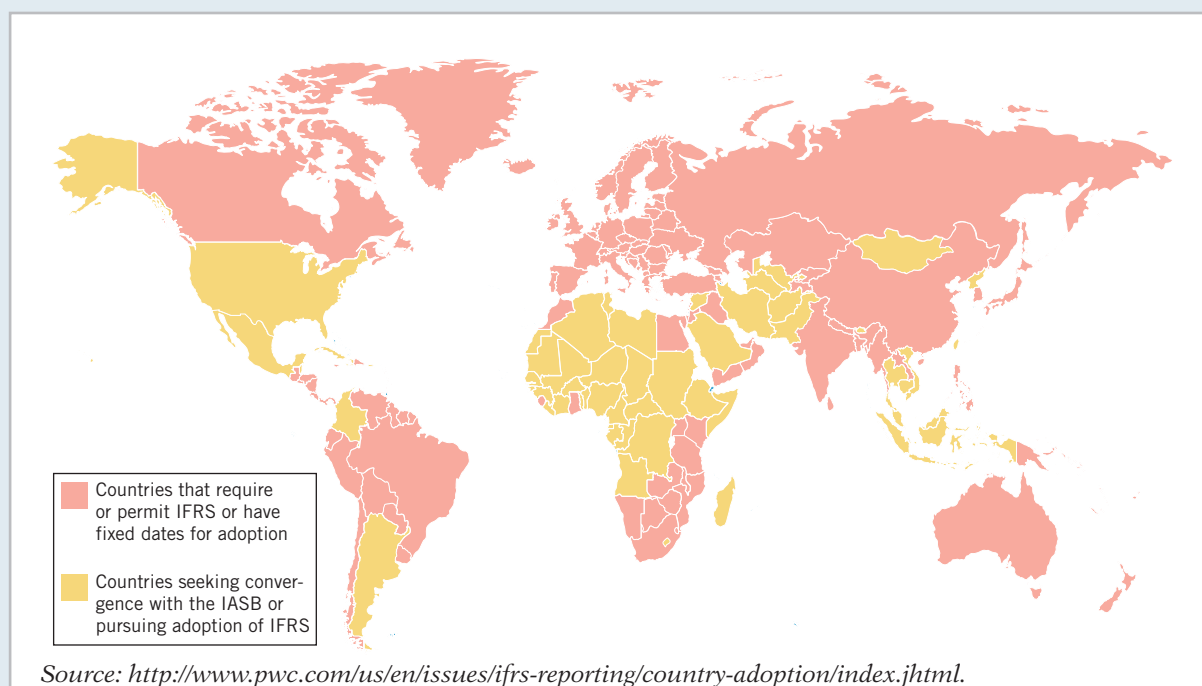 Countries that require
or permit IFRS or have
fixed dates for adoption
Countries seeking conver-
gence with the IASB or
pursuing adoption of IFRS
Source: http://www.pwc.com/us/en/issues/ifrs-reporting/country-adoption/index.jhtml.